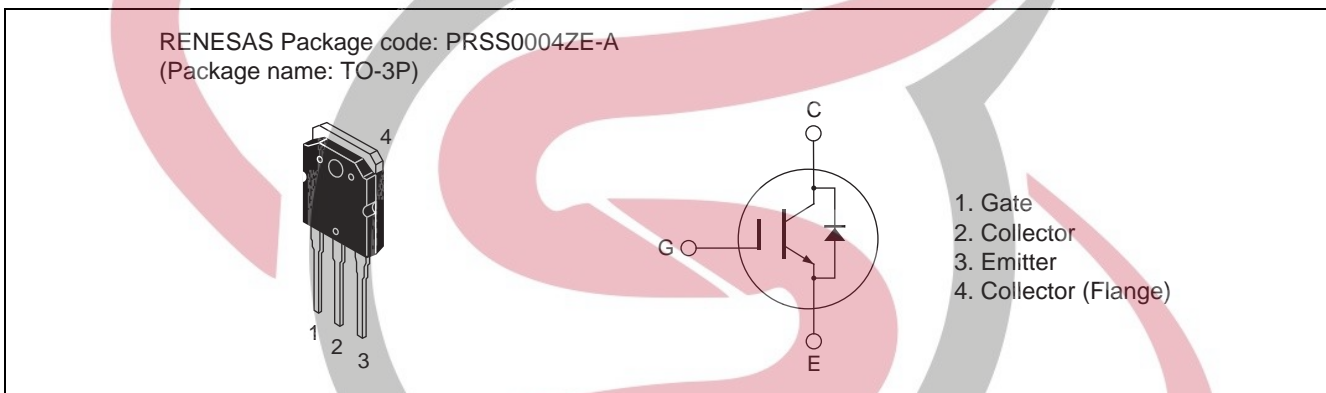 RENESAS Package code: PRSS0004ZE-A
(Package name: TO-3P)
4
1
2
3
C
G
E
1. Gate
2. Collector
3. Emitter
4. Collector (Flange)